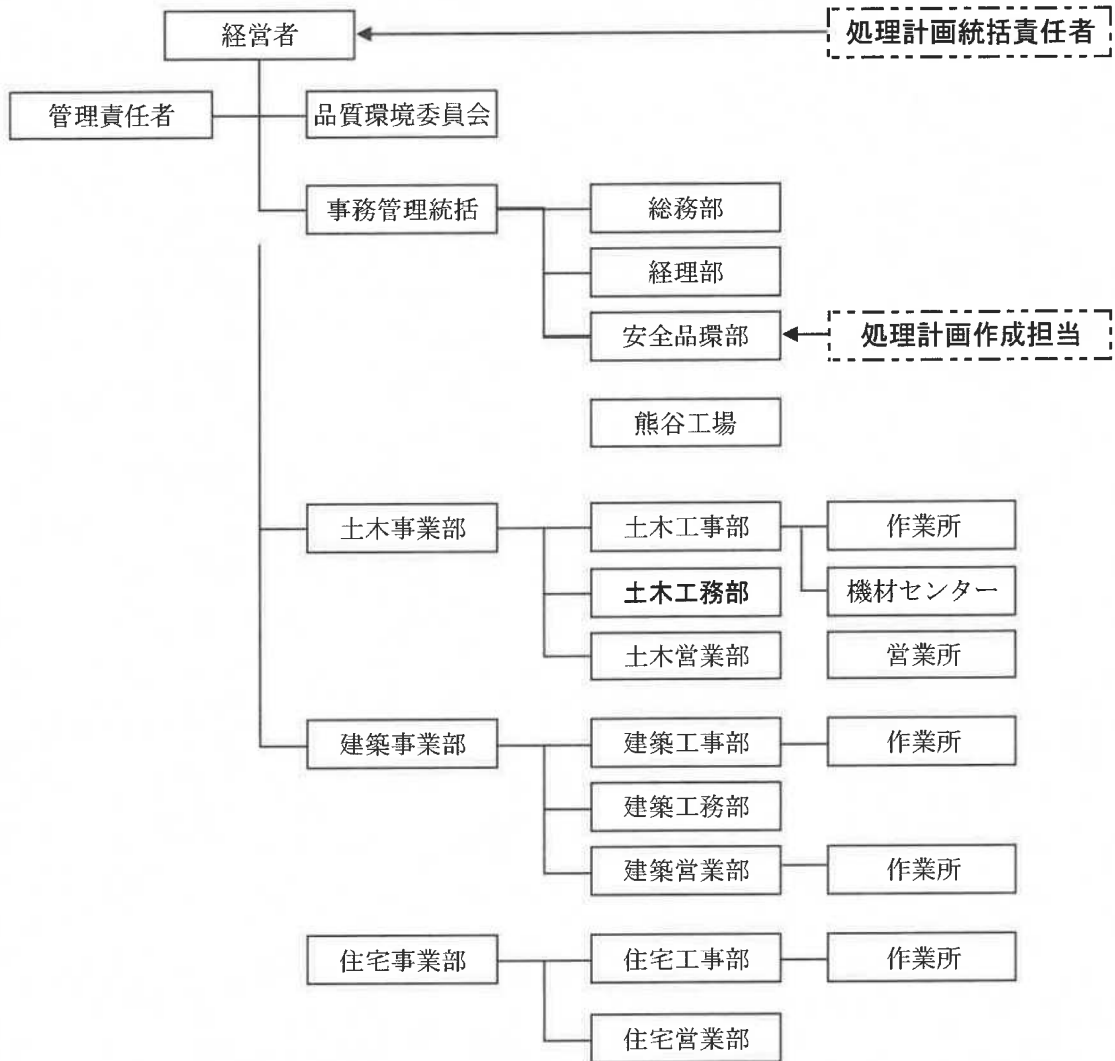 経営者
処理計画統括責任者
管理責任者
品質環境委員会
事務管理統括
総務部
経理部
安全品環部
処理計画作成担当
熊谷工場
土木事業部
土木工事部
作業所
土木工務部
機材センター
土木営業部
営業所
建築事業部
建築工事部
作業所
建築工務部
建築営業部
作業所
住宅事業部
住宅工事部
作業所
住宅営業部